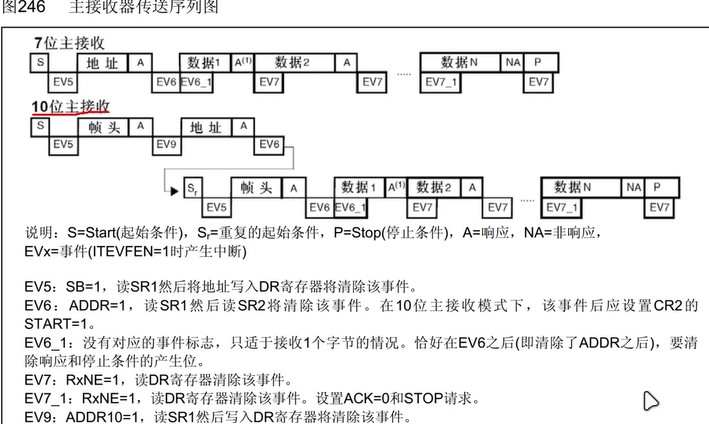 图246 主接收器传送序列图
7位主接收
S 地址 A 数据1 A(1) 数据2 A ..... 数据N NA P
EV5 EV6 EV6_1 EV7 EV7 EV7_1 EV7
10位主接收
S 帧头 A 地址 A
EV5 EV9 EV6
Sr 帧头 A 数据1 A(1) 数据2 A ..... 数据N NA P
EV5 EV6 EV6_1 EV7 EV7 EV7_1 EV7
说明：S=Start(起始条件)，Sr=重复的起始条件，P=Stop(停止条件)，A=响应，NA=非响应，
EVx=事件(ITEVFEN=1时产生中断)
EV5：SB=1，读SR1然后将地址写入DR寄存器将清除该事件。
EV6：ADDR=1，读SR1然后读SR2将清除该事件。在10位主接收模式下，该事件后应设置CR2的
START=1。
EV6_1：没有对应的事件标志，只适于接收1个字节的情况。恰好在EV6之后(即清除了ADDR之后)，要清
除响应和停止条件的产生位。
EV7：RxNE=1，读DR寄存器清除该事件。
EV7_1：RxNE=1，读DR寄存器清除该事件。设置ACK=0和STOP请求。
EV9：ADDR10=1，读SR1然后写入DR寄存器将清除该事件。